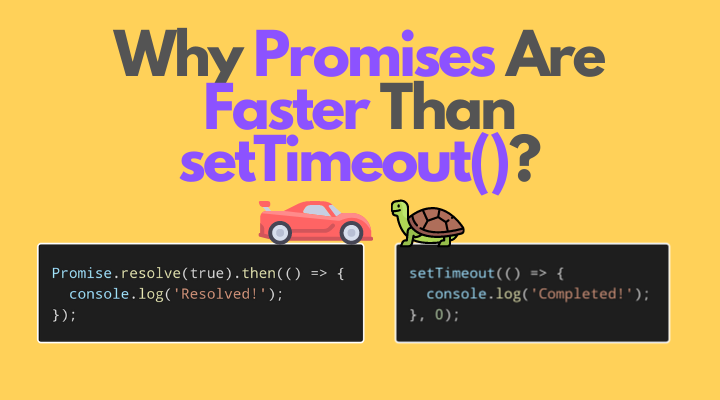 Why Promises Are
Faster Than
setTimeout()?
Promise.resolve(true).then(() => {
  console.log('Resolved!');
});
setTimeout(() => {
  console.log('Completed!');
}, 0);